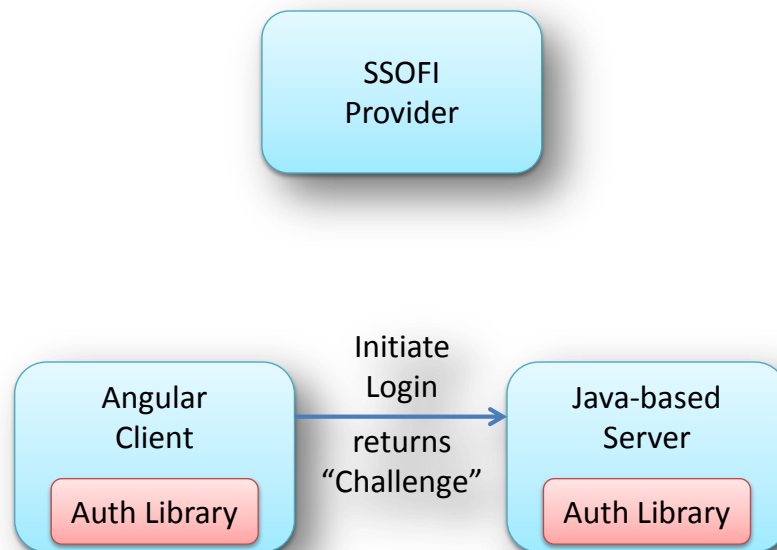 SSOFI
Provider
Initiate
Login
Angular
Client
Java-based
Server
returns
“Challenge”
Auth Library
Auth Library